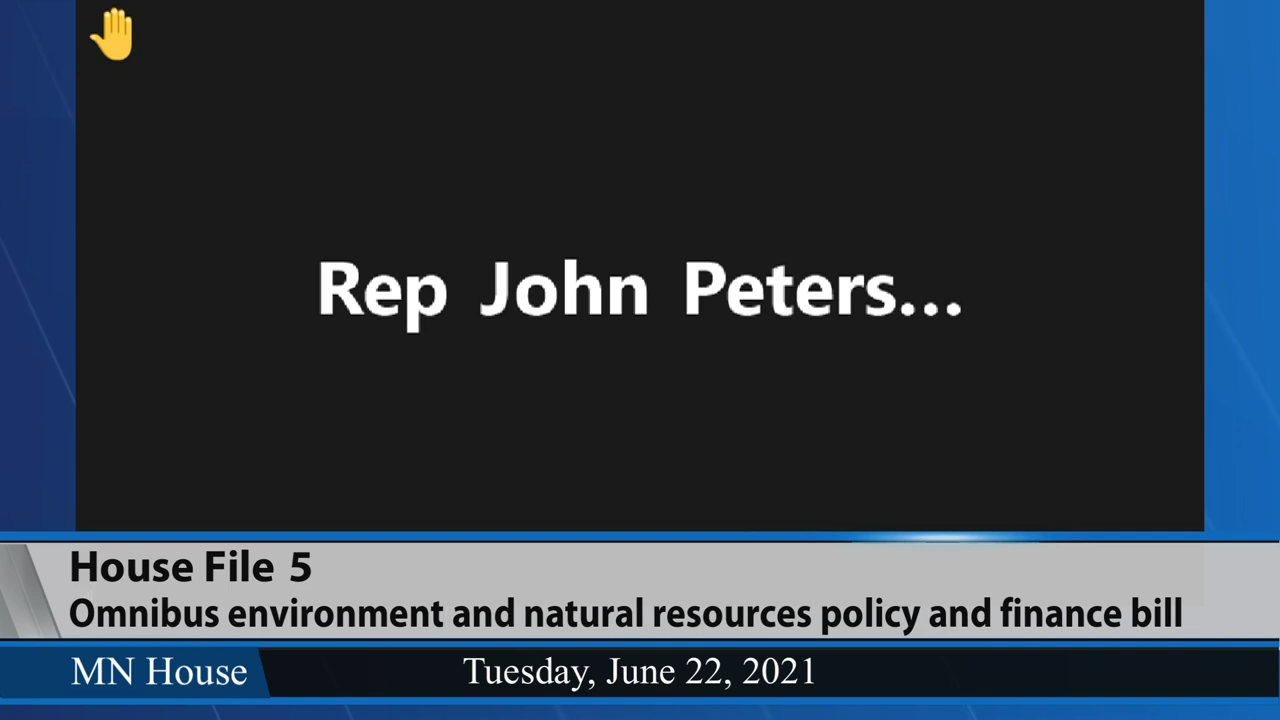 Rep John Peters...
House File 5
Omnibus environment and natural resources policy and finance bill
MN House
Tuesday, June 22, 2021